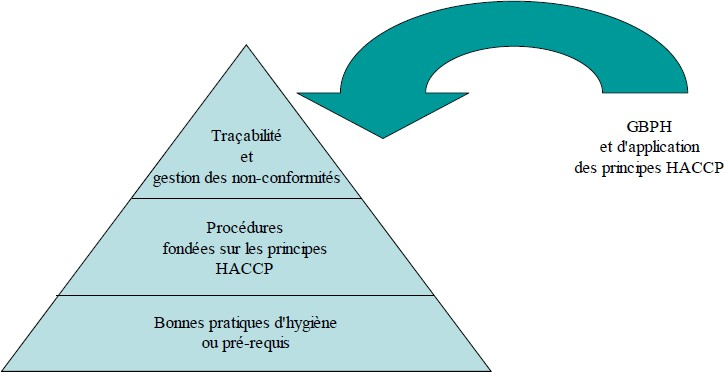 Traçabilité
et
gestion des non-conformités
Procédures
fondées sur les principes
HACCP
Bonnes pratiques d'hygiène
ou pré-requis
GBPH
et d'application
des principes HACCP